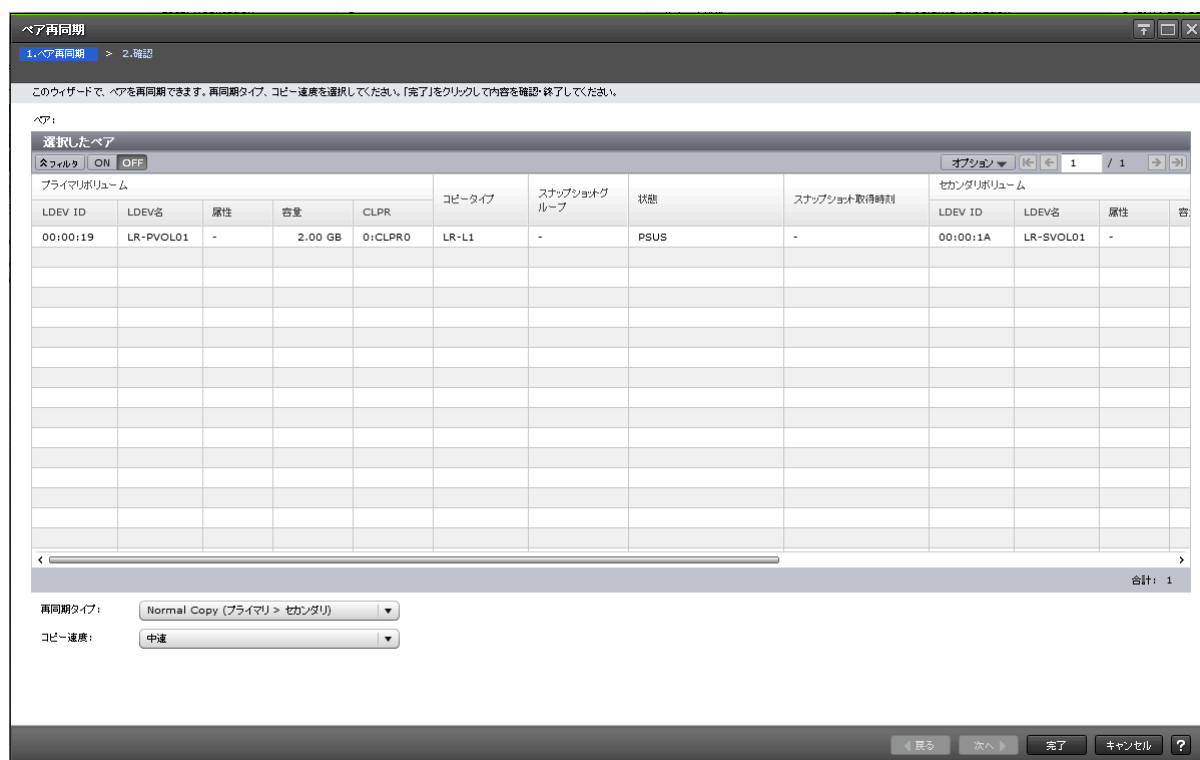 ペア再同期
1.ペア再同期 > 2.確認
このウィザードで、ペアを再同期できます。再同期タイプ、コピー速度を選択してください。「完了」をクリックして内容を確認・終了してください。
ペア:
選択したペア
フィルタ ON OFF オプション 1 / 1
プライマリボリューム コピータイプ スナップショットグループ 状態 スナップショット取得時刻 セカンダリボリューム
LDEV ID LDEV名 属性 容量 CLPR LDEV ID LDEV名 属性 容
00:00:19 LR-PVOL01 - 2.00 GB 0:CLPR0 LR-L1 - PSUS - 00:00:1A LR-SVOL01 -
合計: 1
再同期タイプ: Normal Copy (プライマリ > セカンダリ)
コピー速度: 中速
戻る 次へ 完了 キャンセル ?